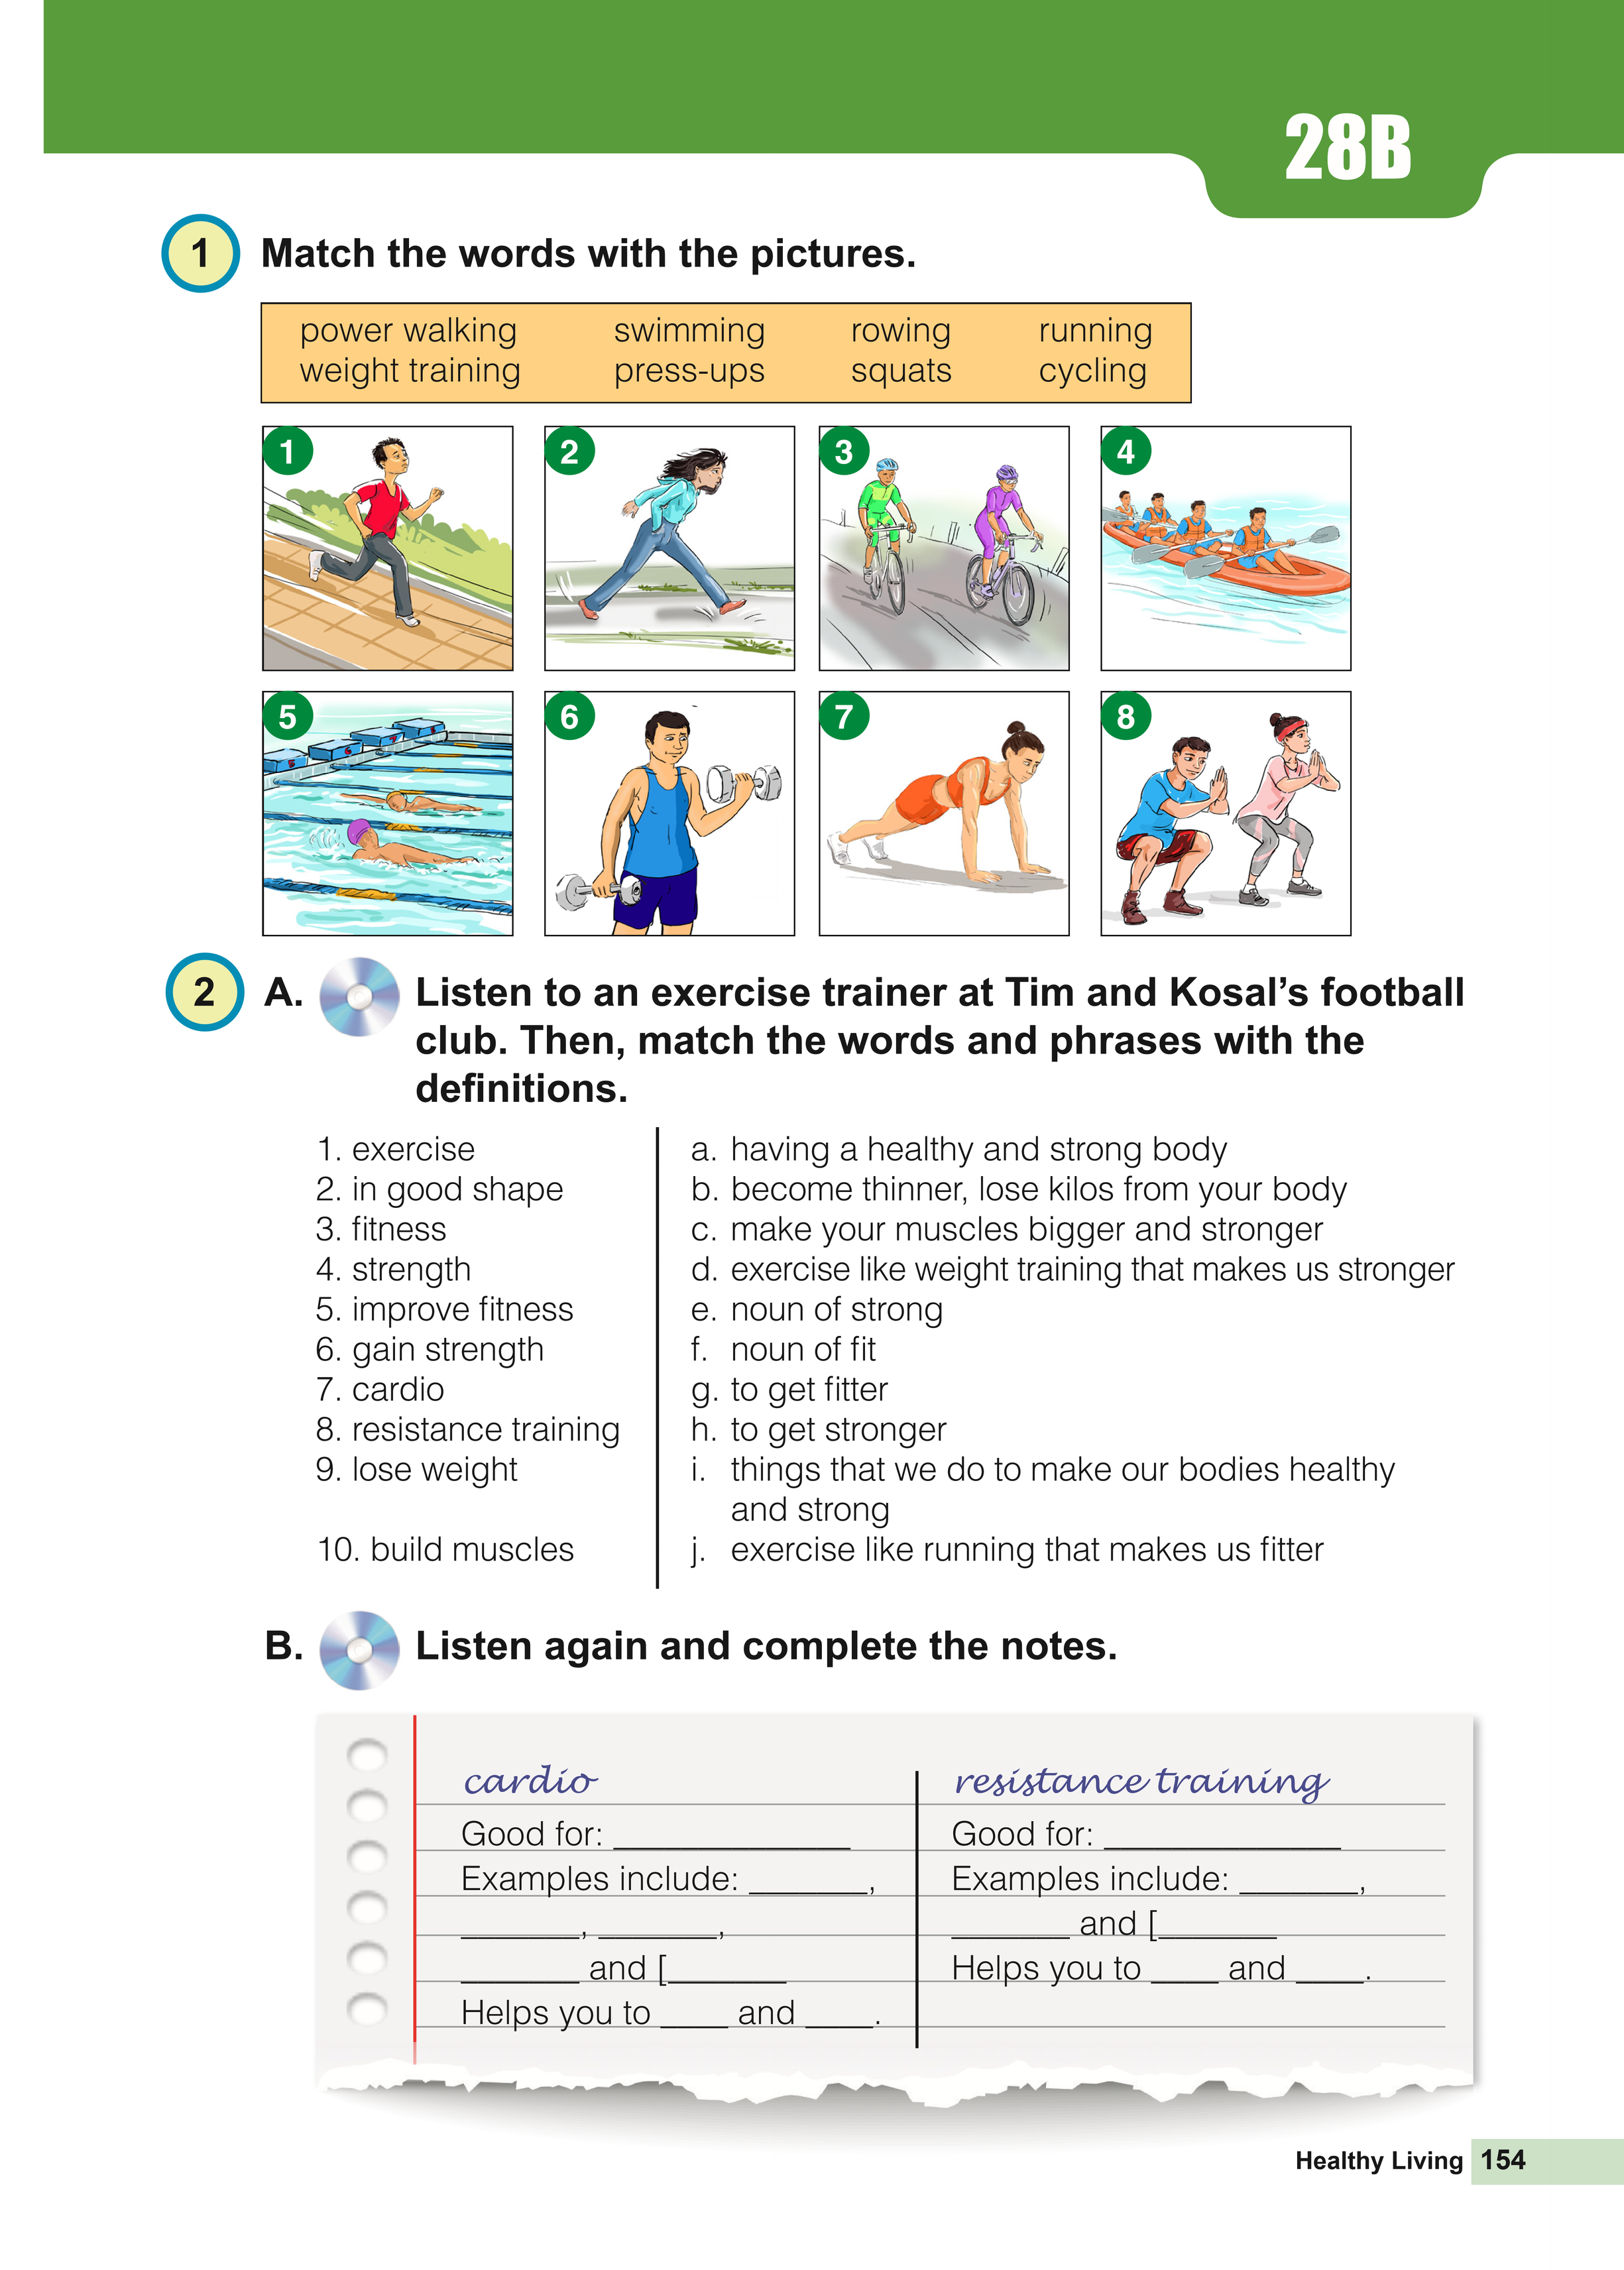 28B
1 Match the words with the pictures.
power walking swimming rowing running
weight training press-ups squats cycling
1 2 3 4
5 6 7 8
2 A. Listen to an exercise trainer at Tim and Kosal’s football
club. Then, match the words and phrases with the
definitions.
1. exercise
2. in good shape
3. fitness
4. strength
5. improve fitness
6. gain strength
7. cardio
8. resistance training
9. lose weight
10. build muscles
a. having a healthy and strong body
b. become thinner, lose kilos from your body
c. make your muscles bigger and stronger
d. exercise like weight training that makes us stronger
e. noun of strong
f. noun of fit
g. to get fitter
h. to get stronger
i. things that we do to make our bodies healthy
and strong
j. exercise like running that makes us fitter
B. Listen again and complete the notes.
cardio
Good for: ______________
Examples include: _______,
_______, _______,
_______ and [_______
Helps you to ____ and ____.
resistance training
Good for: ______________
Examples include: _______,
_______ and [_______
Helps you to ____ and ____.
Healthy Living 154